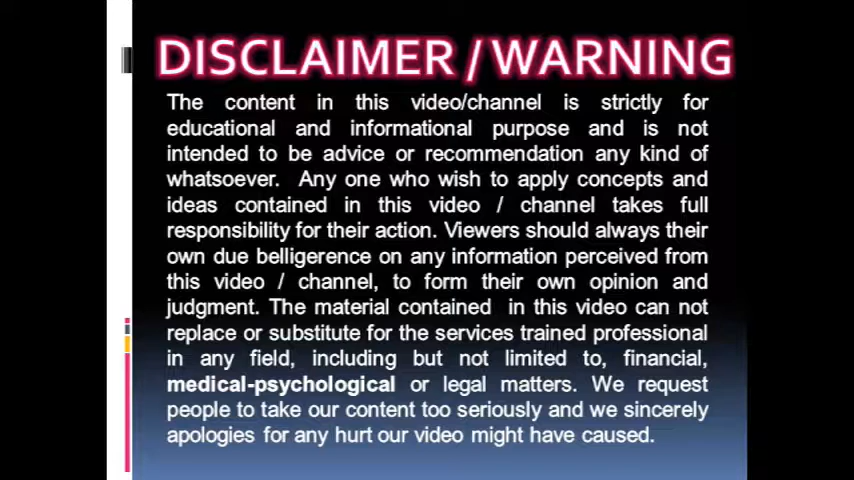 DISCLAIMER / WARNING
The content in this video/channel is strictly for
educational and informational purpose and is not
intended to be advice or recommendation any kind of
whatsoever. Any one who wish to apply concepts and
ideas contained in this video / channel takes full
responsibility for their action. Viewers should always their
own due belligerence on any information perceived from
this video / channel, to form their own opinion and
judgment. The material contained in this video can not
replace or substitute for the services trained professional
in any field, including but not limited to, financial,
medical-psychological or legal matters. We request
people to take our content too seriously and we sincerely
apologies for any hurt our video might have caused.